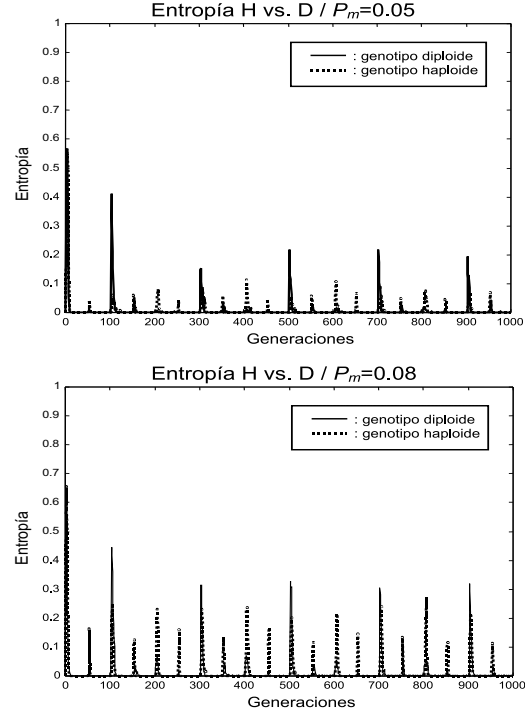 Entropía H vs. D / Pm=0.05
1
0.9
0.8
0.7
0.6
0.5
0.4
0.3
0.2
0.1
0
Entropía
: genotipo diploide
: genotipo haploide
0 100 200 300 400 500 600 700 800 900 1000
Generaciones
Entropía H vs. D / Pm=0.08
1
0.9
0.8
0.7
0.6
0.5
0.4
0.3
0.2
0.1
0
Entropía
: genotipo diploide
: genotipo haploide
0 100 200 300 400 500 600 700 800 900 1000
Generaciones